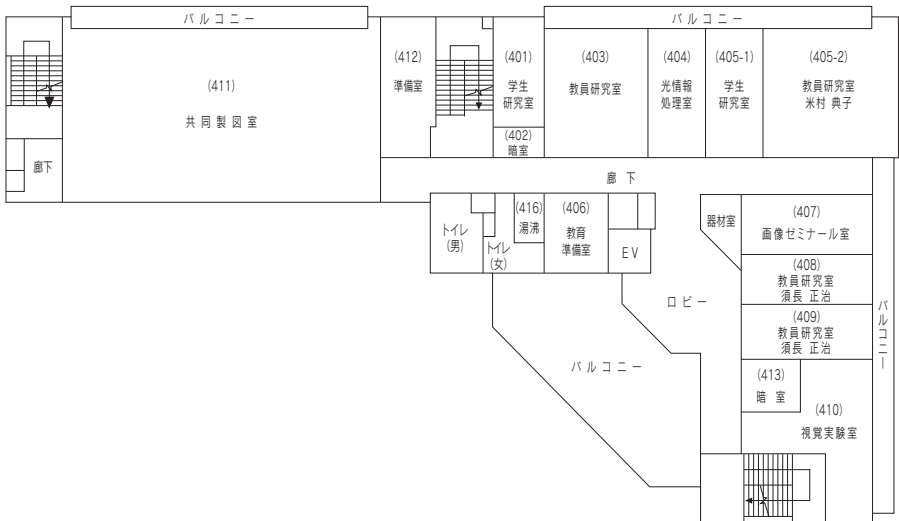 バルコニー
バルコニー
(411)
共同製図室
廊下
(412)
準備室
(401)
学生
研究室
(402)
暗室
(403)
教員研究室
(404)
光情報
処理室
(405-1)
学生
研究室
(405-2)
教員研究室
米村 典子
廊下
トイレ
(男)
トイレ
(女)
(416)
湯沸
(406)
教育
準備室
EV
器材室
(407)
画像ゼミナール室
(408)
教員研究室
須長 正治
(409)
教員研究室
須長 正治
ロビー
バルコニー
バルコニー
(413)
暗室
(410)
視覚実験室